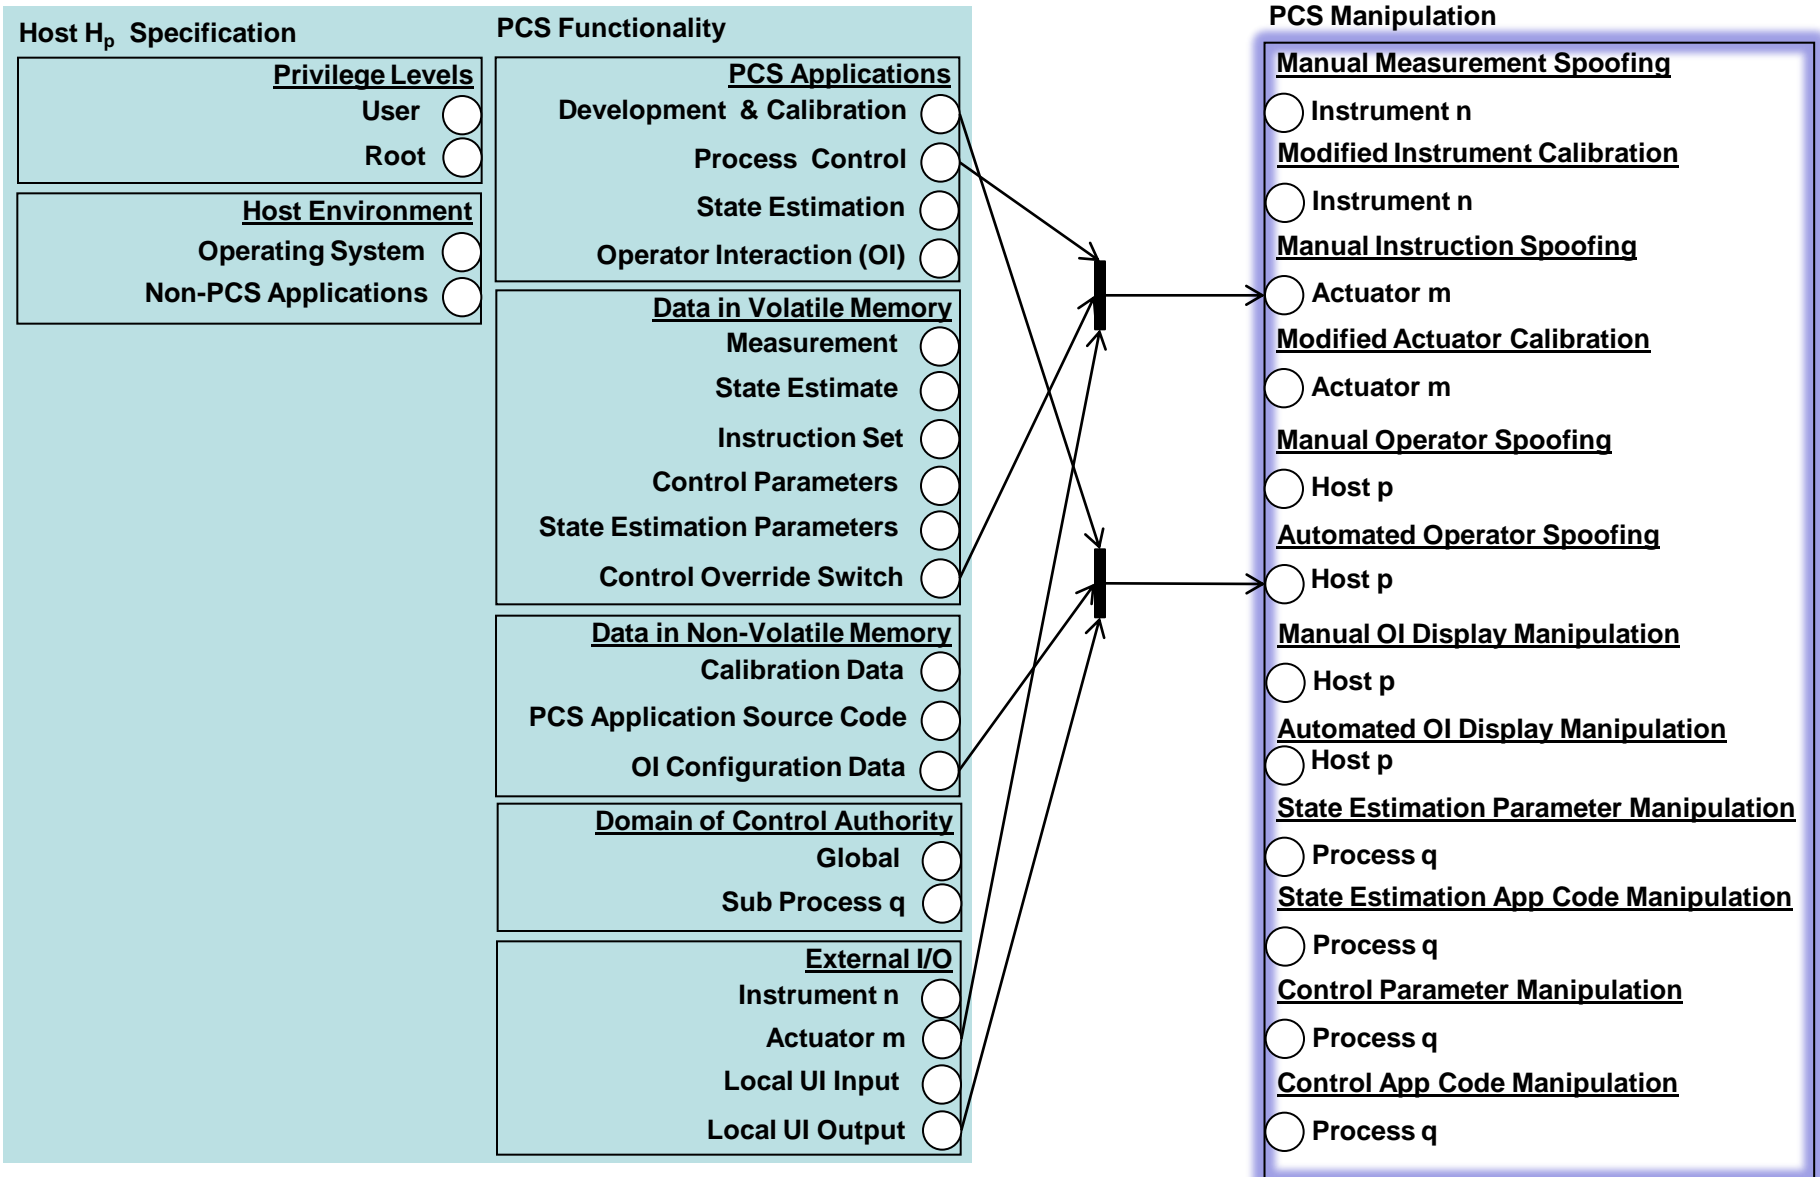 Host Hp Specification
Privilege Levels
User
Root
Host Environment
Operating System
Non-PCS Applications
PCS Functionality
PCS Applications
Development & Calibration
Process Control
State Estimation
Operator Interaction (OI)
Data in Volatile Memory
Measurement
State Estimate
Instruction Set
Control Parameters
State Estimation Parameters
Control Override Switch
Data in Non-Volatile Memory
Calibration Data
PCS Application Source Code
OI Configuration Data
Domain of Control Authority
Global
Sub Process q
External I/O
Instrument n
Actuator m
Local UI Input
Local UI Output
PCS Manipulation
Manual Measurement Spoofing
Instrument n
Modified Instrument Calibration
Instrument n
Manual Instruction Spoofing
Actuator m
Modified Actuator Calibration
Actuator m
Manual Operator Spoofing
Host p
Automated Operator Spoofing
Host p
Manual OI Display Manipulation
Host p
Automated OI Display Manipulation
Host p
State Estimation Parameter Manipulation
Process q
State Estimation App Code Manipulation
Process q
Control Parameter Manipulation
Process q
Control App Code Manipulation
Process q